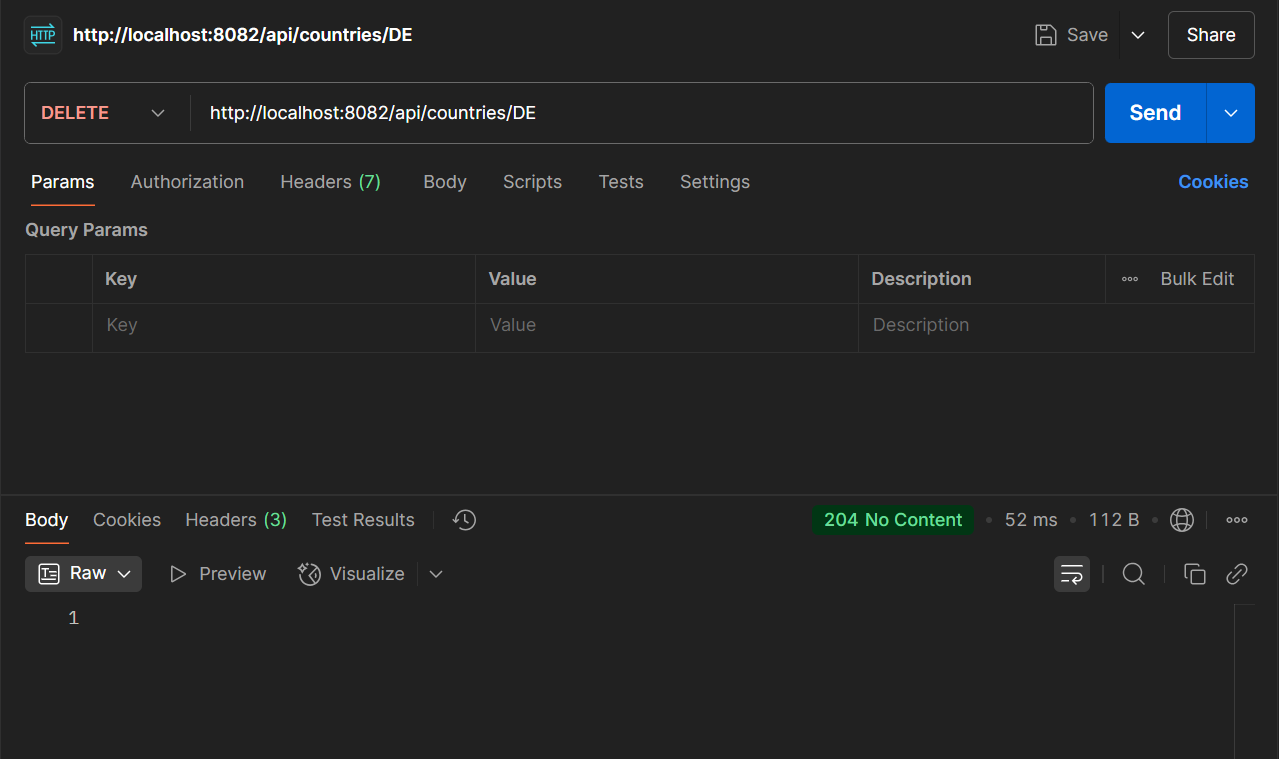 HTTP http://localhost:8082/api/countries/DE Save Share
DELETE http://localhost:8082/api/countries/DE Send
Params Authorization Headers (7) Body Scripts Tests Settings Cookies
Query Params
Key Value Description Bulk Edit
Key Value Description
Body Cookies Headers (3) Test Results 204 No Content • 52 ms • 112 B •
Raw Preview Visualize
1